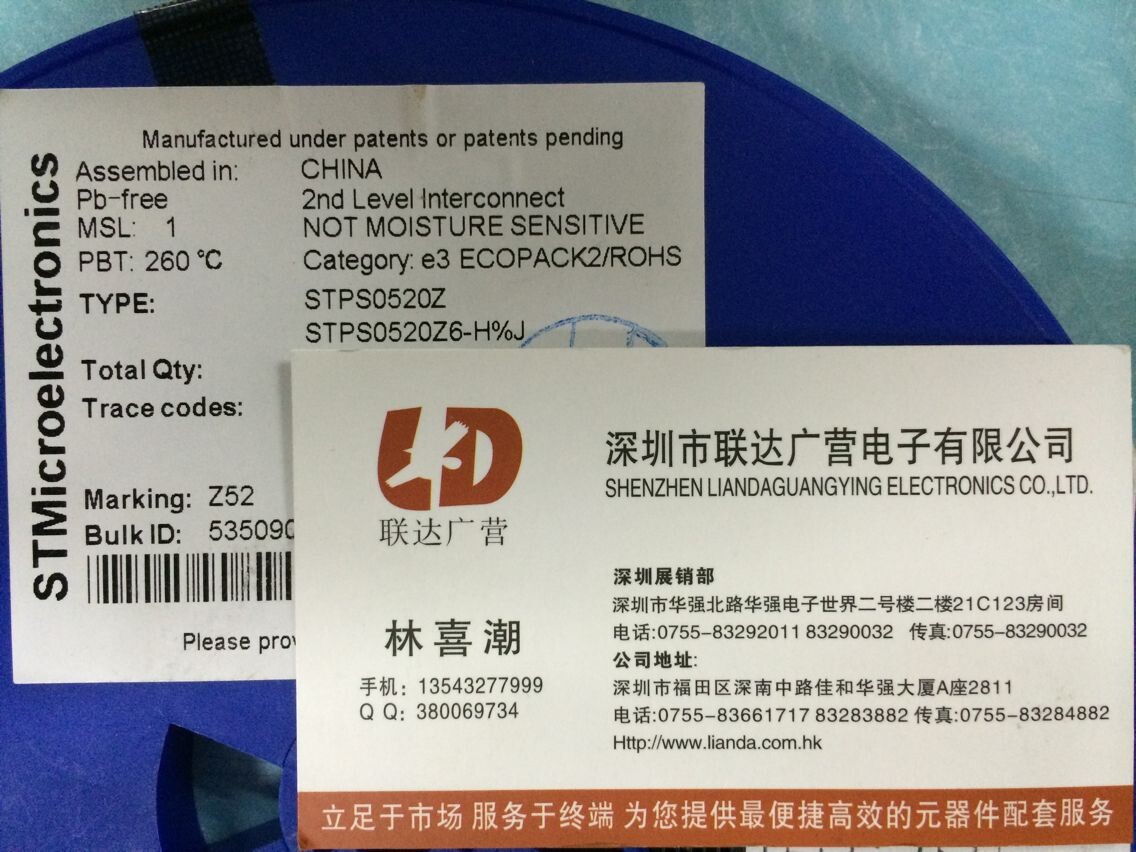 STMicroelectronics
Manufactured under patents or patents pending
Assembled in: CHINA
Pb-free 2nd Level Interconnect
MSL: 1 NOT MOISTURE SENSITIVE
PBT: 260 ℃ Category: e3 ECOPACK2/ROHS
TYPE: STPS0520Z
STPS0520Z6-H%J
Total Qty:
Trace codes:
Marking: Z52
Bulk ID: 535090
Please prov
LD
联达广营
深圳市联达广营电子有限公司
SHENZHEN LIANDAGUANGYING ELECTRONICS CO.,LTD.
林喜潮
手机: 13543277999
Q Q: 380069734
深圳展销部
深圳市华强北路华强电子世界二号楼二楼21C123房间
电话:0755-83292011 83290032 传真:0755-83290032
公司地址:
深圳市福田区深南中路佳和华强大厦A座2811
电话:0755-83661717 83283882 传真:0755-83284882
Http://www.lianda.com.hk
立足于市场 服务于终端 为您提供最便捷高效的元器件配套服务